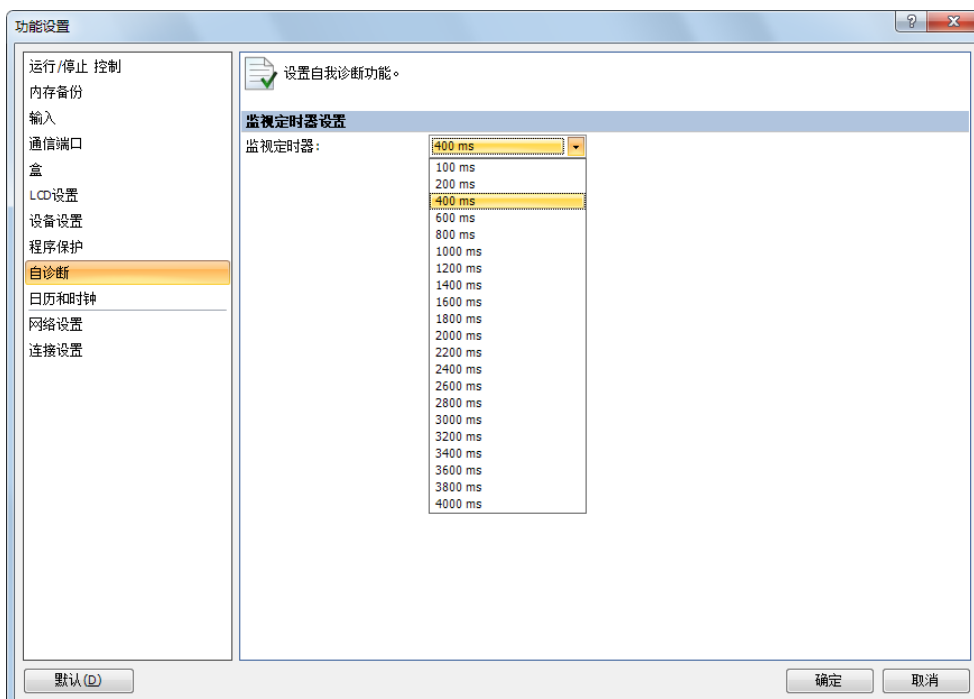 功能设置
?
x
运行/停止 控制
内存备份
输入
通信端口
盒
LCD设置
设备设置
程序保护
自诊断
日历和时钟
网络设置
连接设置
设置自我诊断功能。
监视定时器设置
监视定时器:
400 ms
100 ms
200 ms
400 ms
600 ms
800 ms
1000 ms
1200 ms
1400 ms
1600 ms
1800 ms
2000 ms
2200 ms
2400 ms
2600 ms
2800 ms
3000 ms
3200 ms
3400 ms
3600 ms
3800 ms
4000 ms
默认(D)
确定
取消